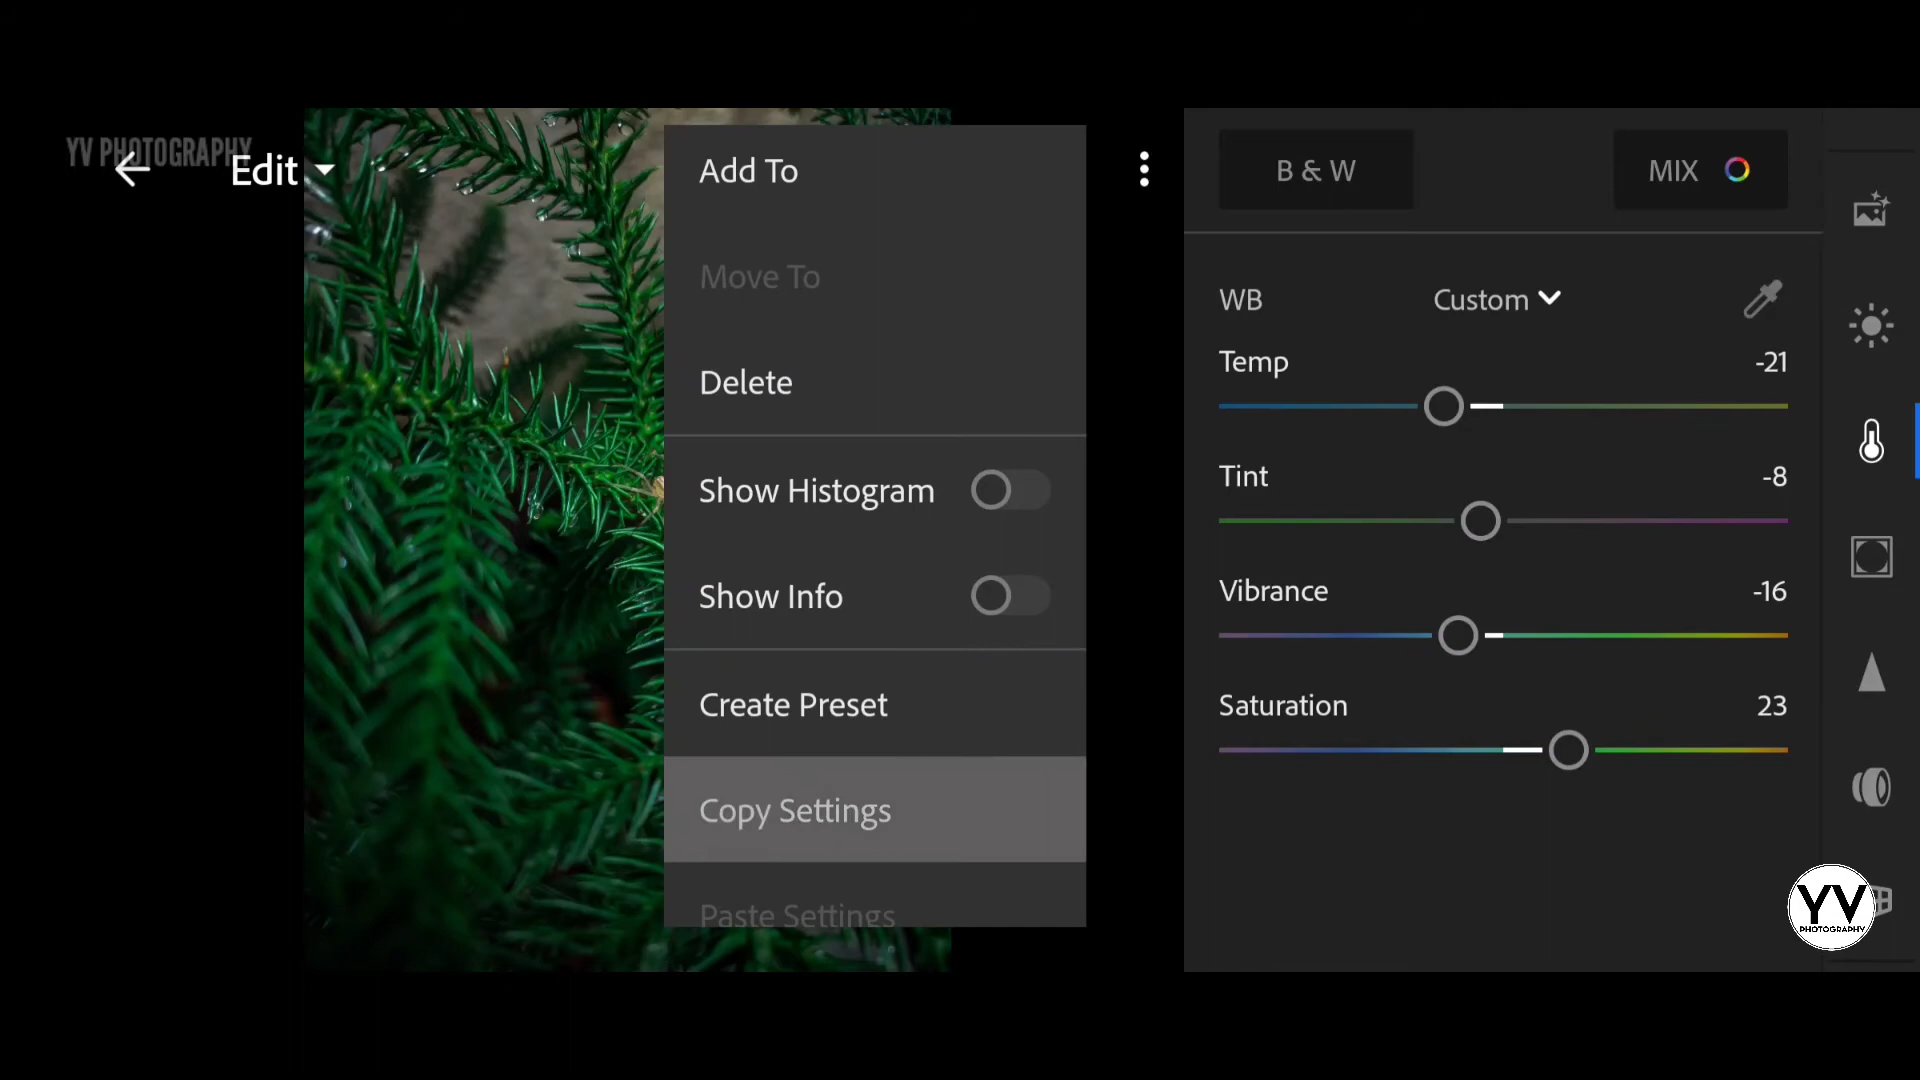 YV PHOTOGRAPHY
Edit
Add To
Move To
Delete
Show Histogram
Show Info
Create Preset
Copy Settings
Paste Settings
B & W
MIX
WB
Custom
Temp
-21
Tint
-8
Vibrance
-16
Saturation
23
YV
PHOTOGRAPHY